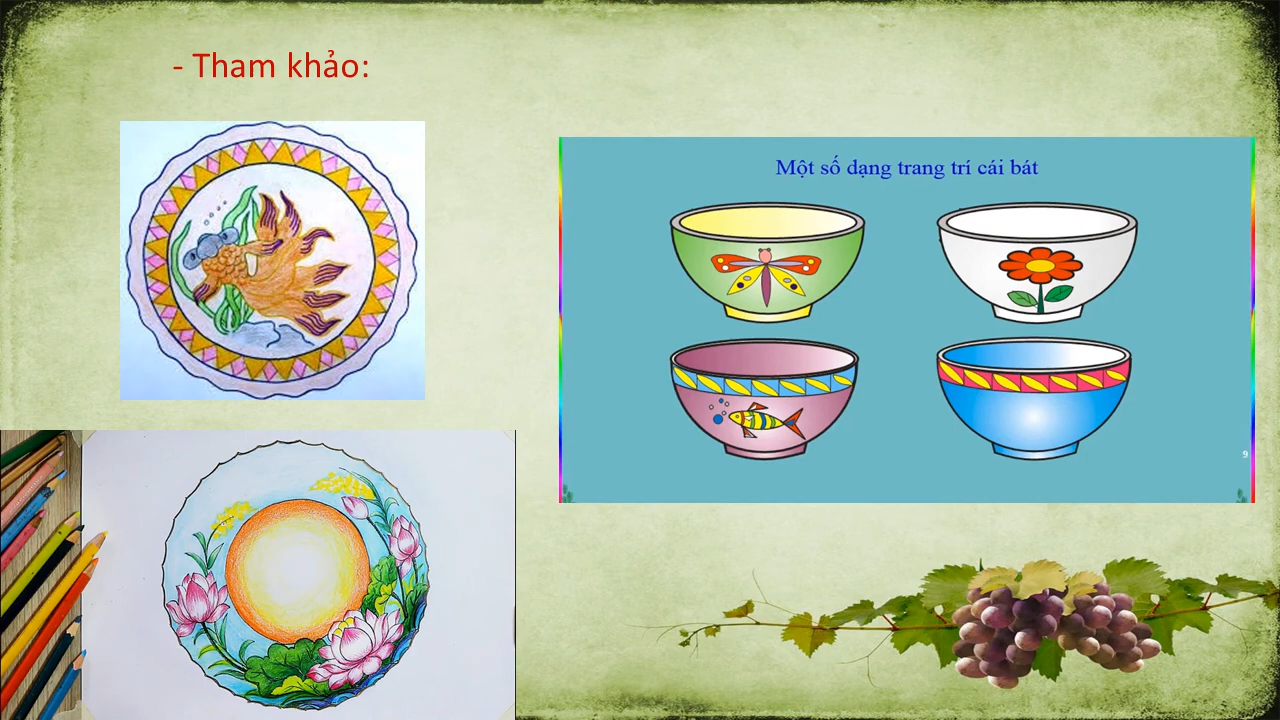 - Tham khảo:
Một số dạng trang trí cái bát
9